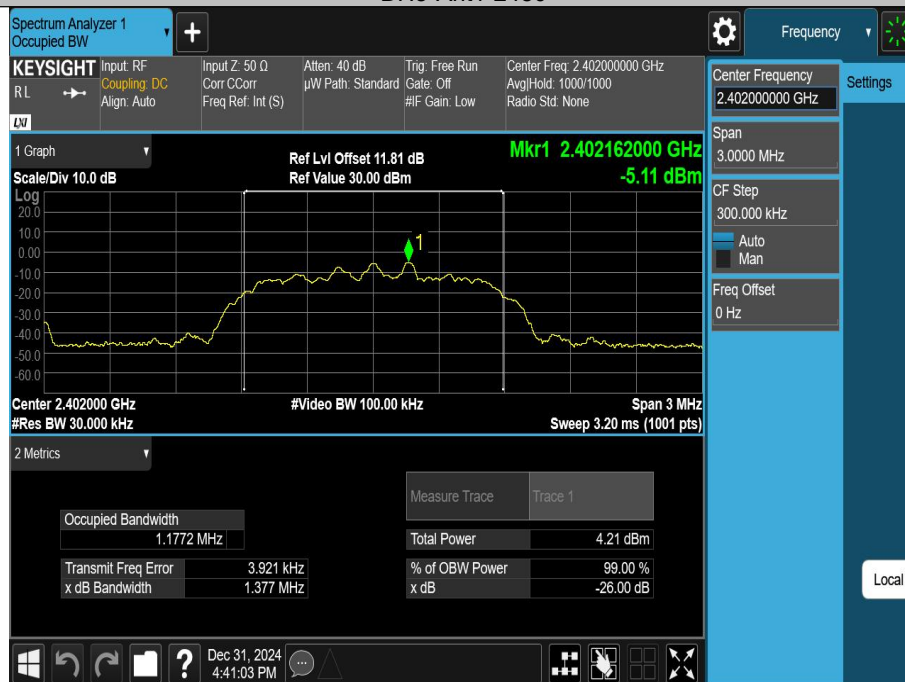 Spectrum Analyzer 1
Occupied BW
Frequency
KEYSIGHT
RL
LXI
Input: RF
Coupling: DC
Align: Auto
Input Z: 50 Ω
Corr CCorr
Freq Ref: Int (S)
Atten: 40 dB
µW Path: Standard
Trig: Free Run
Gate: Off
#IF Gain: Low
Center Freq: 2.402000000 GHz
Avg|Hold: 1000/1000
Radio Std: None
1 Graph
Scale/Div 10.0 dB
Ref Lvl Offset 11.81 dB
Ref Value 30.00 dBm
Mkr1 2.402162000 GHz
-5.11 dBm
Log
20.0
10.0
0.00
-10.0
-20.0
-30.0
-40.0
-50.0
-60.0
1
Center 2.402000 GHz
#Res BW 30.000 kHz
#Video BW 100.00 kHz
Span 3 MHz
Sweep 3.20 ms (1001 pts)
2 Metrics
Measure Trace Trace 1
Occupied Bandwidth
1.1772 MHz
Total Power 4.21 dBm
Transmit Freq Error 3.921 kHz
% of OBW Power 99.00 %
x dB Bandwidth 1.377 MHz
x dB -26.00 dB
Dec 31, 2024
4:41:03 PM
Center Frequency
2.402000000 GHz
Settings
Span
3.0000 MHz
CF Step
300.000 kHz
Auto
Man
Freq Offset
0 Hz
Local